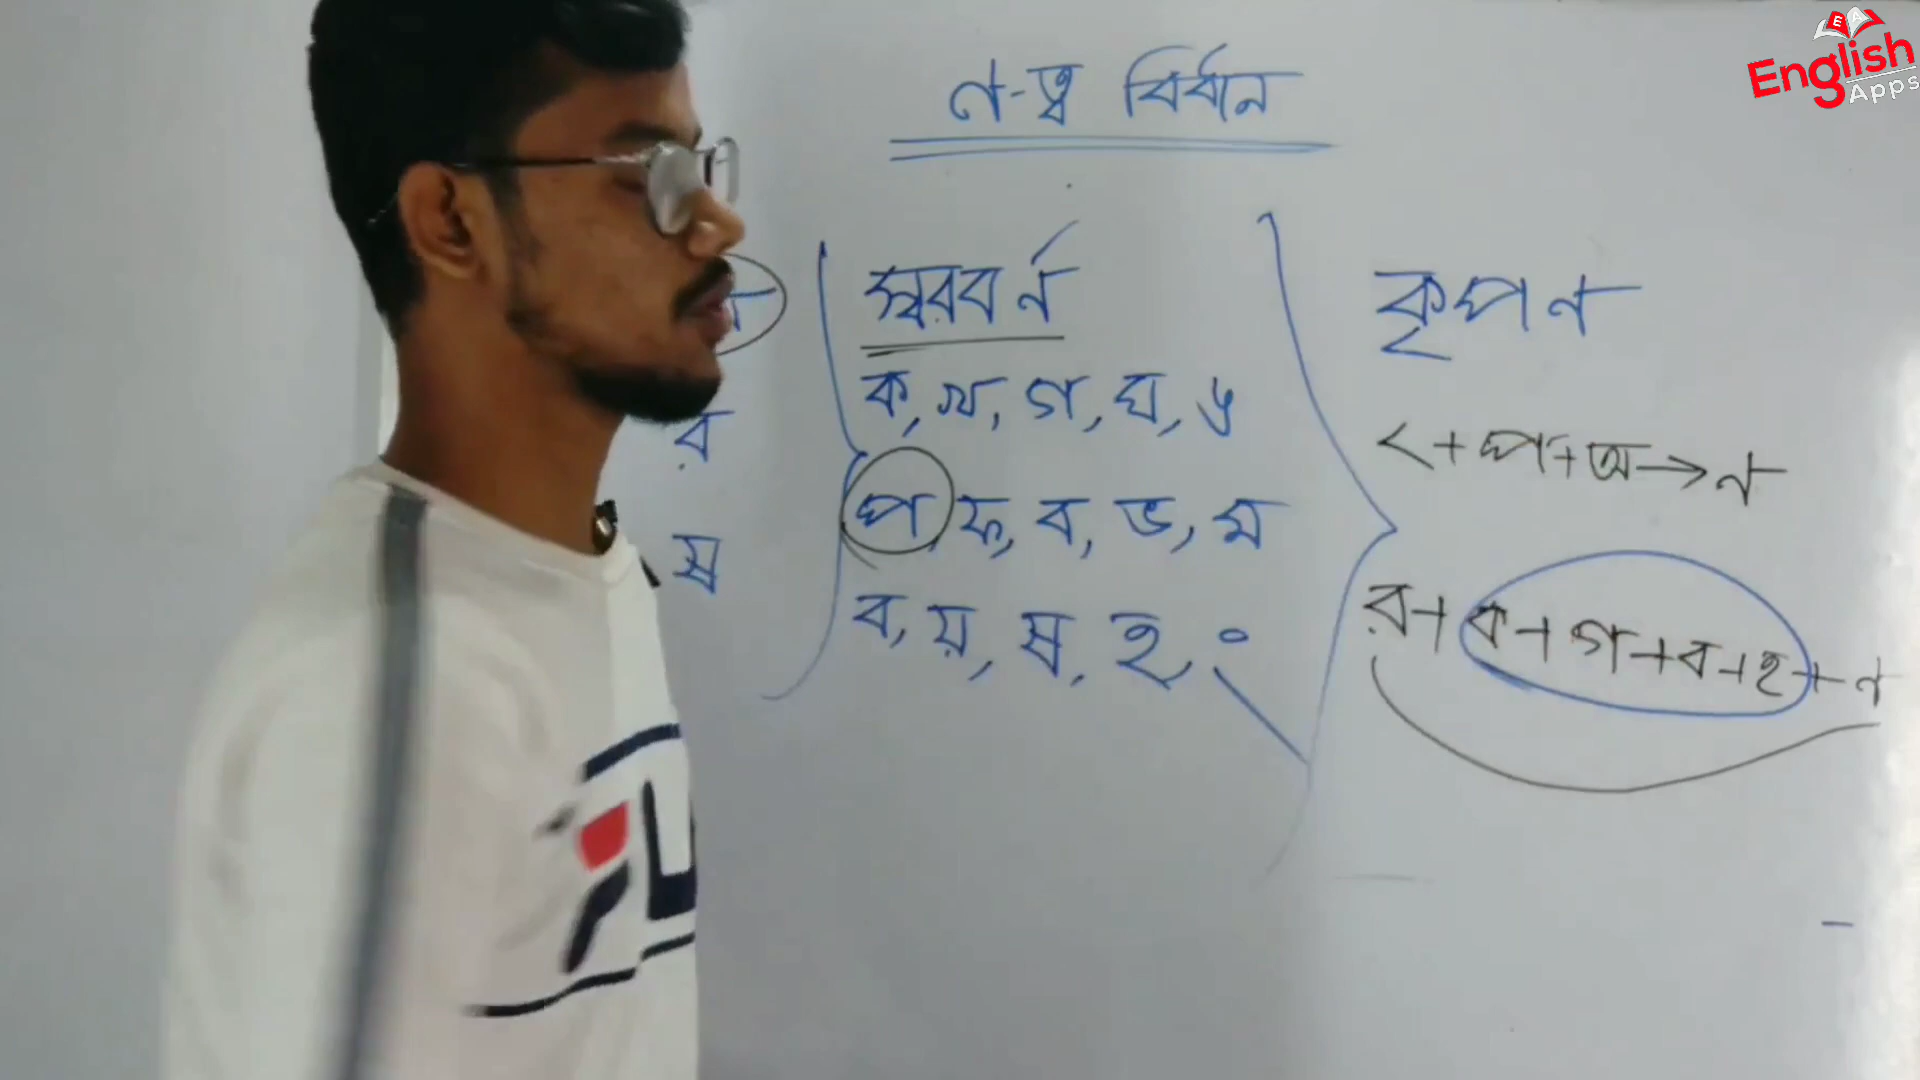 English
Apps
ণ-ত্ব বিধান
স্বরবর্ণ
ক, খ, গ, ঘ, ঙ
প, ফ, ব, ভ, ম
ব, য়, ষ, হ, ং
র
ষ
কৃপণ
ৃ+প+অ→ণ
র+ক+গ+ব+হ+ণ